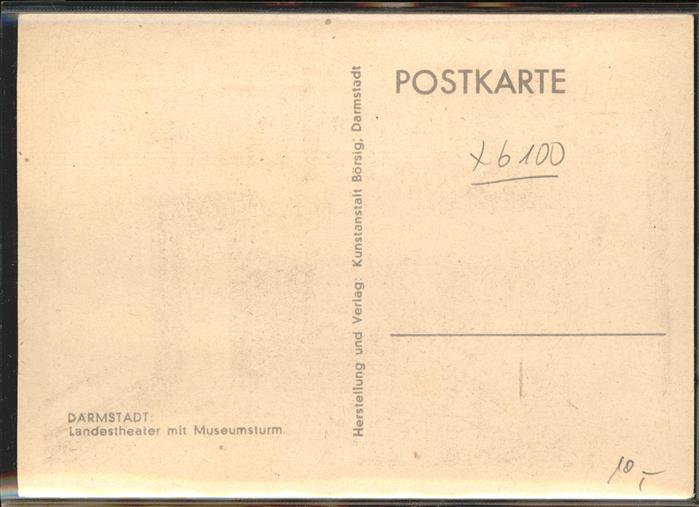 POSTKARTE
x 6100
Herstellung und Verlag: Kunstanstalt Börsig, Darmstadt
DARMSTADT:
Landestheater mit Museumsturm
10,-